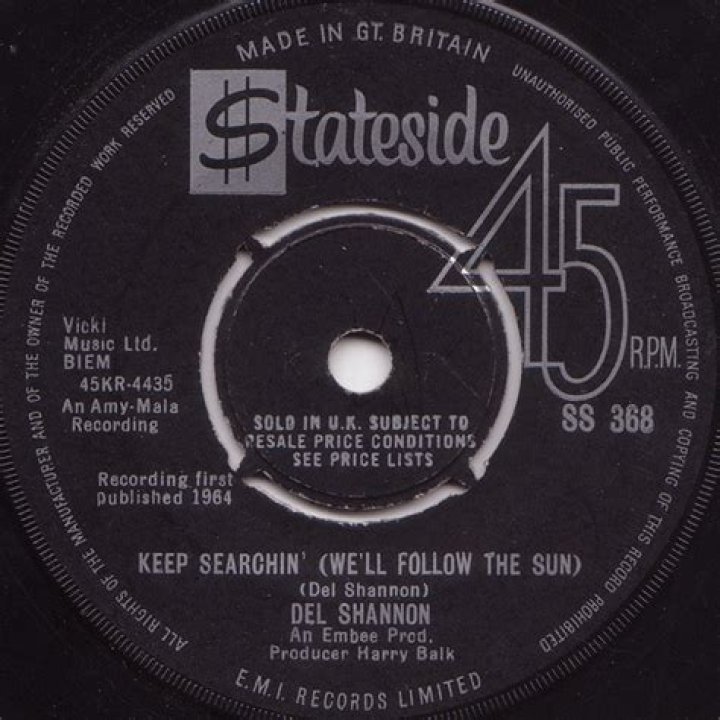 MADE IN GT. BRITAIN
$tateside
45
R.P.M.
SS 368
Vicki
Music Ltd.
BIEM
45KR-4435
An Amy-Mala
Recording
Recording first
published 1964
SOLD IN U.K. SUBJECT TO
RESALE PRICE CONDITIONS
SEE PRICE LISTS
KEEP SEARCHIN' (WE'LL FOLLOW THE SUN)
(Del Shannon)
DEL SHANNON
An Embee Prod.
Producer Harry Balk
E.M.I. RECORDS LIMITED
ALL RIGHTS OF THE MANUFACTURER AND OF THE OWNER OF THE RECORDED WORK RESERVED
UNAUTHORISED PUBLIC PERFORMANCE BROADCASTING AND COPYING OF THIS RECORD PROHIBITED